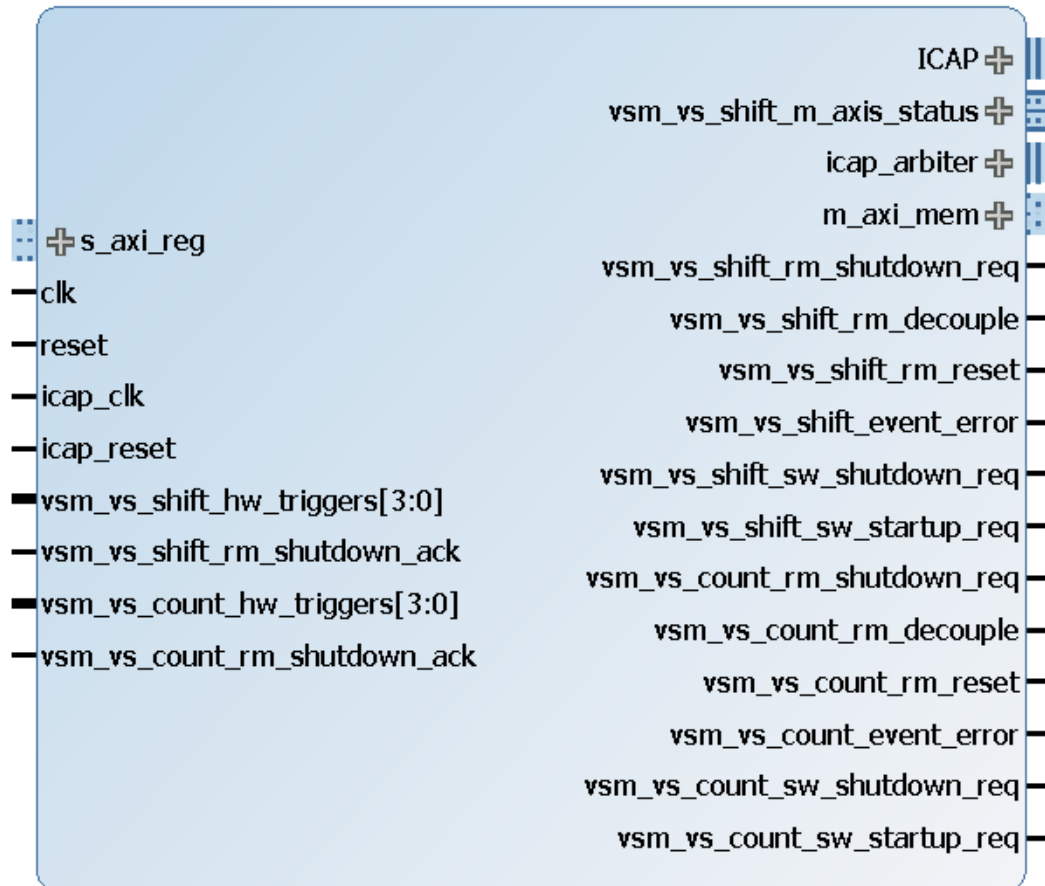 ICAP
vsm_vs_shift_m_axis_status
icap_arbiter
m_axi_mem
s_axi_reg
vsm_vs_shift_rm_shutdown_req
clk
vsm_vs_shift_rm_decouple
reset
vsm_vs_shift_rm_reset
icap_clk
vsm_vs_shift_event_error
icap_reset
vsm_vs_shift_sw_shutdown_req
vsm_vs_shift_hw_triggers[3:0]
vsm_vs_shift_sw_startup_req
vsm_vs_shift_rm_shutdown_ack
vsm_vs_count_rm_shutdown_req
vsm_vs_count_hw_triggers[3:0]
vsm_vs_count_rm_decouple
vsm_vs_count_rm_shutdown_ack
vsm_vs_count_rm_reset
vsm_vs_count_event_error
vsm_vs_count_sw_shutdown_req
vsm_vs_count_sw_startup_req